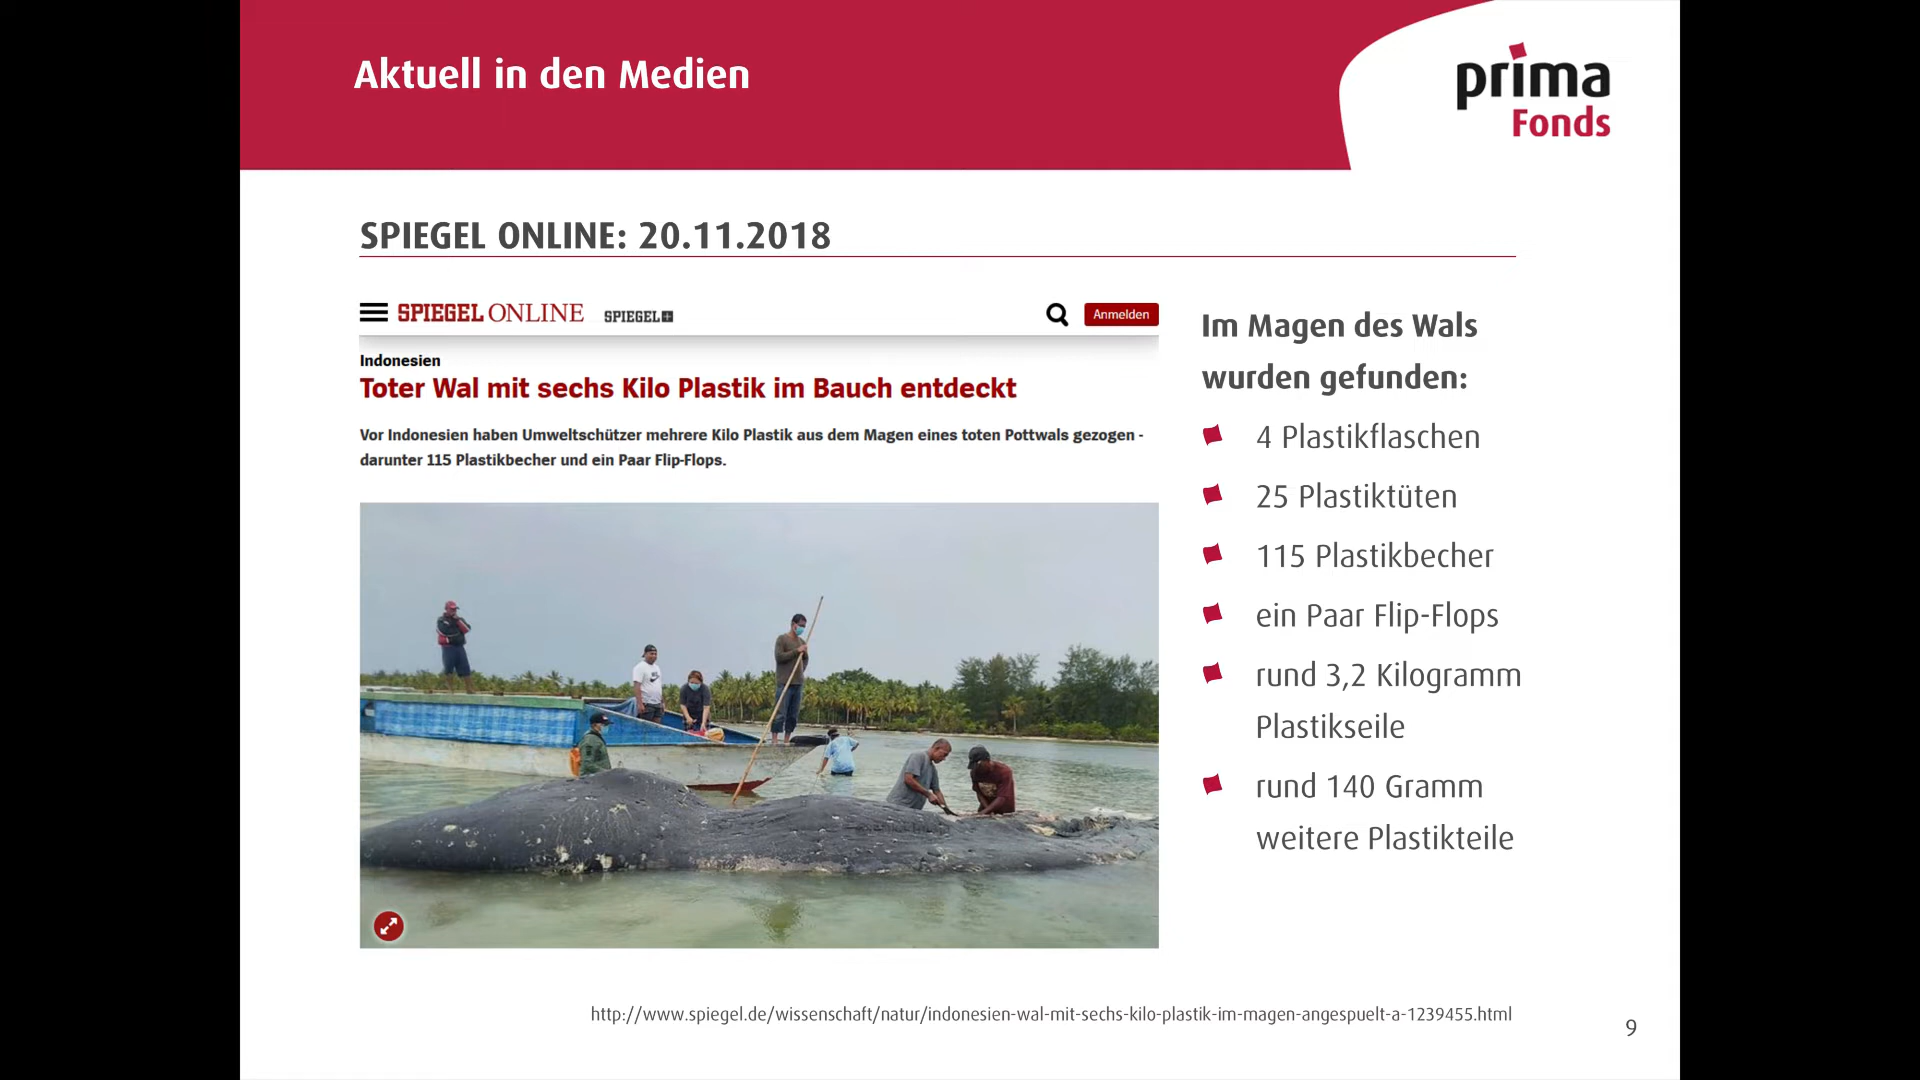 Aktuell in den Medien
prima
Fonds
SPIEGEL ONLINE: 20.11.2018
SPIEGEL ONLINE SPIEGEL+ Anmelden
Indonesien
Toter Wal mit sechs Kilo Plastik im Bauch entdeckt
Vor Indonesien haben Umweltschützer mehrere Kilo Plastik aus dem Magen eines toten Pottwals gezogen -
darunter 115 Plastikbecher und ein Paar Flip-Flops.
Im Magen des Wals
wurden gefunden:
4 Plastikflaschen
25 Plastiktüten
115 Plastikbecher
ein Paar Flip-Flops
rund 3,2 Kilogramm
Plastikseile
rund 140 Gramm
weitere Plastikteile
http://www.spiegel.de/wissenschaft/natur/indonesien-wal-mit-sechs-kilo-plastik-im-magen-angespuelt-a-1239455.html
9